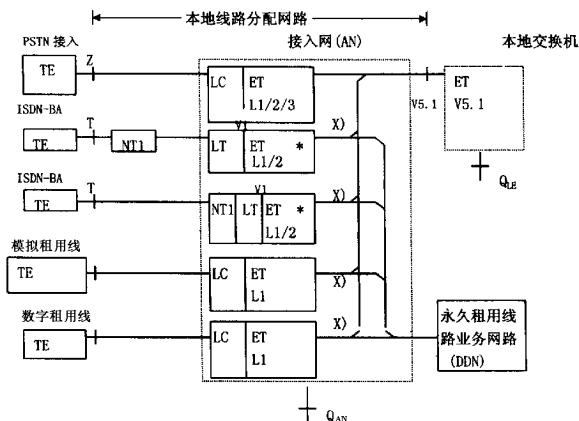 本地线路分配网路
PSTN 接入
接入网(AN)
本地交换机
TE
Z
LC
ET
L1/2/3
V5.1
ET
V5.1
ISDN-BA
T
TE
NT1
V1
LT
ET *
L1/2
X)
Q_LE
ISDN-BA
T
TE
V1
NT1
LT
ET *
L1/2
X)
模拟租用线
TE
LC
ET
L1
X)
数字租用线
TE
LC
ET
L1
X)
永久租用线
路业务网路
(DDN)
Q_AN